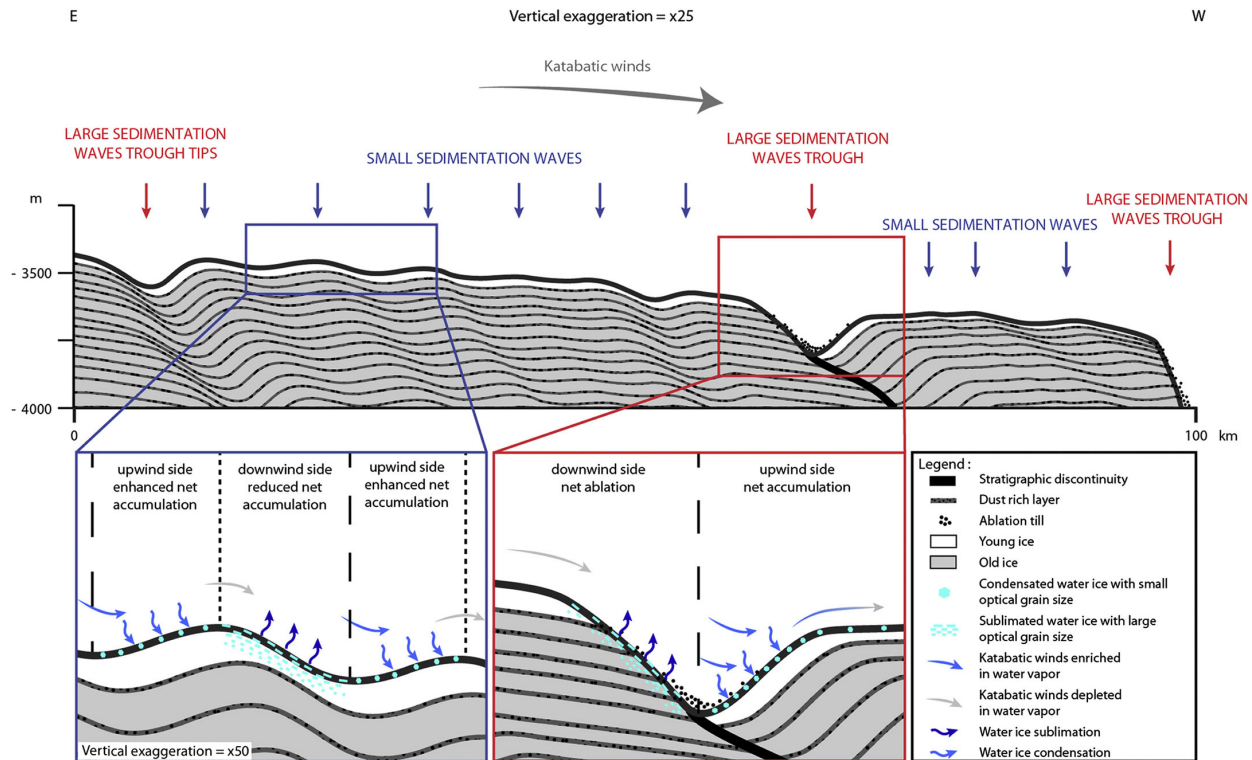 E
Vertical exaggeration = x25
W
Katabatic winds
LARGE SEDIMENTATION
WAVES TROUGH TIPS
SMALL SEDIMENTATION WAVES
LARGE SEDIMENTATION
WAVES TROUGH
SMALL SEDIMENTATION WAVES
LARGE SEDIMENTATION
WAVES TROUGH
m
- 3500
- 4000
0
100
km
upwind side
enhanced net
accumulation
downwind side
reduced net
accumulation
upwind side
enhanced net
accumulation
Vertical exaggeration = x50
downwind side
net ablation
upwind side
net accumulation
Legend :
Stratigraphic discontinuity
Dust rich layer
Ablation till
Young ice
Old ice
Condensated water ice with small
optical grain size
Sublimated water ice with large
optical grain size
Katabatic winds enriched
in water vapor
Katabatic winds depleted
in water vapor
Water ice sublimation
Water ice condensation